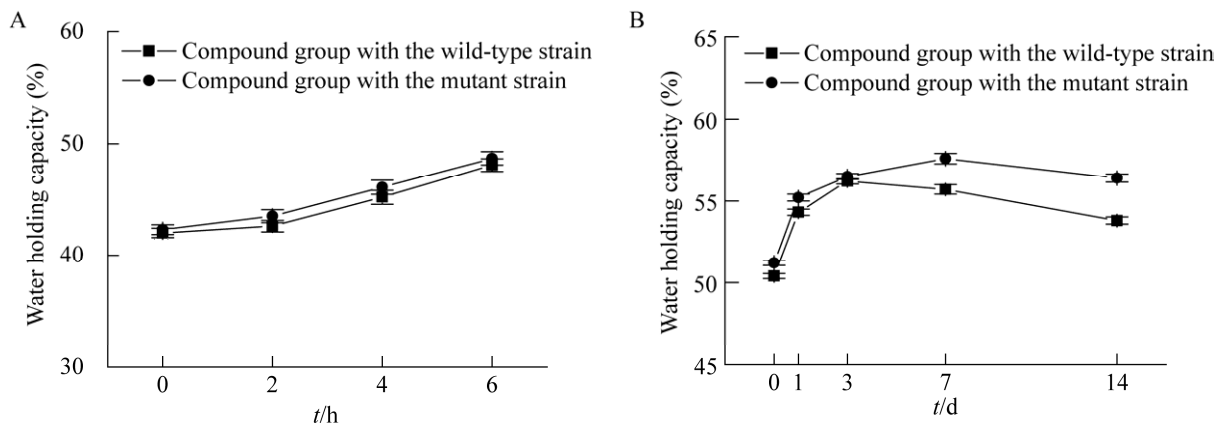 A
60
50
40
30
Water holding capacity (%)
Compound group with the wild-type strain
Compound group with the mutant strain
0 2 4 6
t/h
B
65
60
55
50
45
Water holding capacity (%)
Compound group with the wild-type strain
Compound group with the mutant strain
0 1 3 7 14
t/d